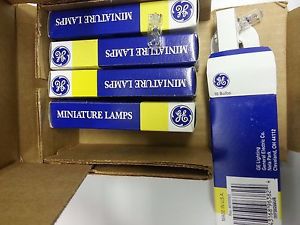 MINIATURE LAMPS
GE
MINIATURE LAMPS
GE
MINIATURE LAMPS
GE
MINIATURE LAMPS
GE
GE
10 Bulbs
GE Lighting
General Electric Co.
Nela Park
Cleveland, OH 44112